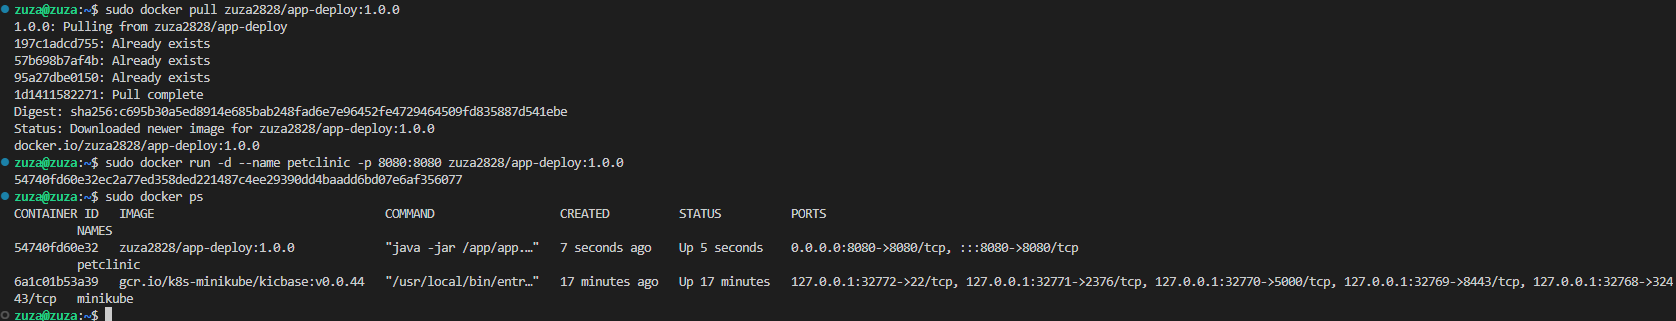 zuza@zuza:~$ sudo docker pull zuza2828/app-deploy:1.0.0
1.0.0: Pulling from zuza2828/app-deploy
197c1adcd755: Already exists
57b698b7af4b: Already exists
95a27dbe0150: Already exists
1d1411582271: Pull complete
Digest: sha256:c695b30a5ed8914e685bab248fad6e7e96452fe4729464509fd835887d541ebe
Status: Downloaded newer image for zuza2828/app-deploy:1.0.0
docker.io/zuza2828/app-deploy:1.0.0
zuza@zuza:~$ sudo docker run -d --name petclinic -p 8080:8080 zuza2828/app-deploy:1.0.0
54740fd60e32ec2a77ed358ded221487c4ee29390dd4baadd6bd07e6af356077
zuza@zuza:~$ sudo docker ps
CONTAINER ID   IMAGE                                 COMMAND                  CREATED          STATUS          PORTS
         NAMES
54740fd60e32   zuza2828/app-deploy:1.0.0             "java -jar /app/app.…"   7 seconds ago    Up 5 seconds    0.0.0.0:8080->8080/tcp, :::8080->8080/tcp
         petclinic
6a1c01b53a39   gcr.io/k8s-minikube/kicbase:v0.0.44   "/usr/local/bin/entr…"   17 minutes ago   Up 17 minutes   127.0.0.1:32772->22/tcp, 127.0.0.1:32771->2376/tcp, 127.0.0.1:32770->5000/tcp, 127.0.0.1:32769->8443/tcp, 127.0.0.1:32768->324
43/tcp   minikube
zuza@zuza:~$